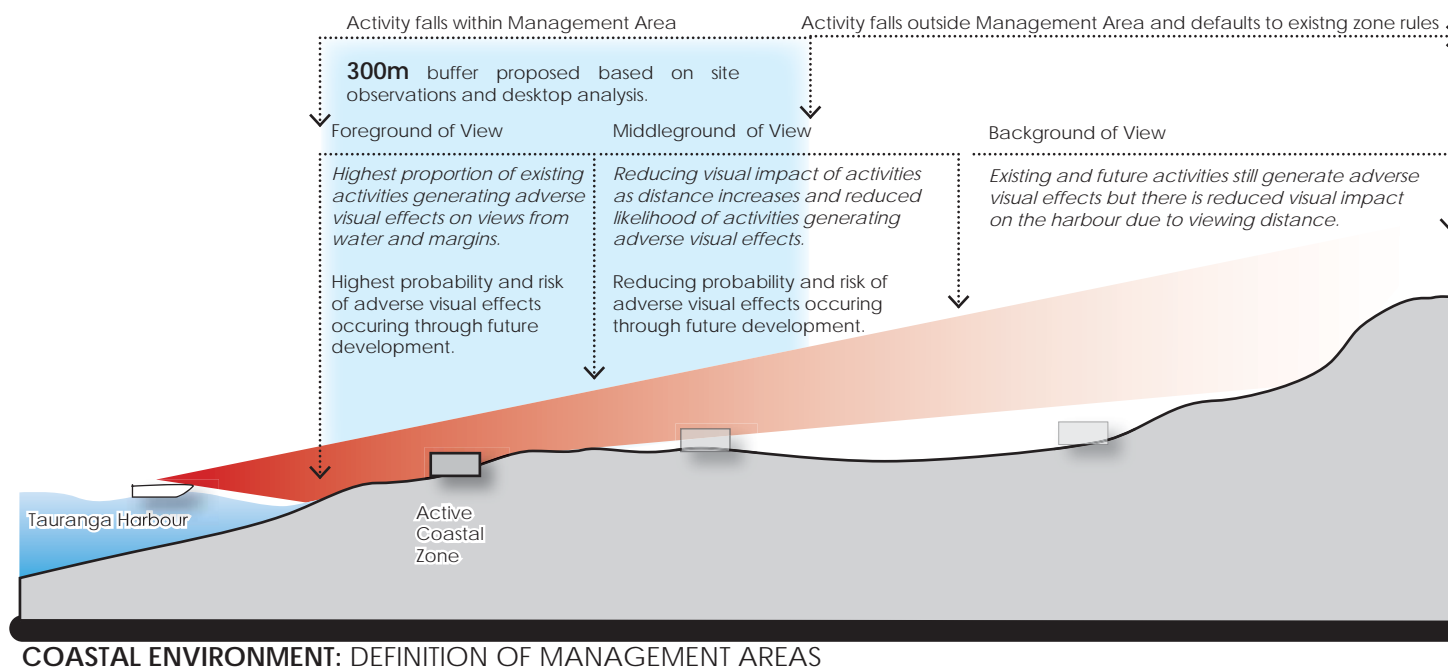 Activity falls within Management Area
Activity falls outside Management Area and defaults to existng zone rules
300m buffer proposed based on site
observations and desktop analysis.
Foreground of View
Highest proportion of existing
activities generating adverse
visual effects on views from
water and margins.
Highest probability and risk
of adverse visual effects
occuring through future
development.
Middleground of View
Reducing visual impact of activities
as distance increases and reduced
likelihood of activities generating
adverse visual effects.
Reducing probability and risk of
adverse visual effects occuring
through future development.
Background of View
Existing and future activities still generate adverse
visual effects but there is reduced visual impact
on the harbour due to viewing distance.
Tauranga Harbour
Active
Coastal
Zone
COASTAL ENVIRONMENT: DEFINITION OF MANAGEMENT AREAS